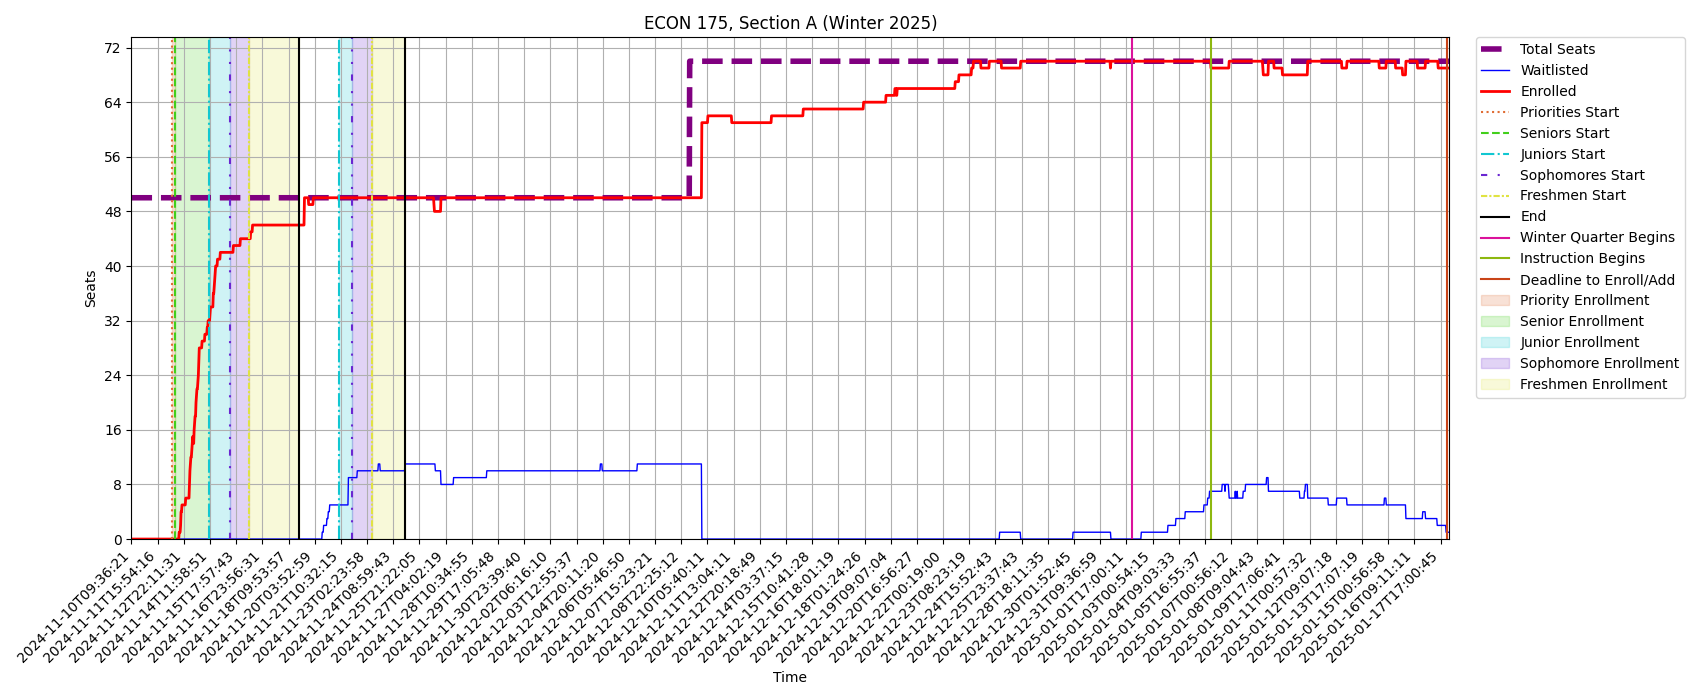 ECON 175, Section A (Winter 2025)
Seats
72
64
56
48
40
32
24
16
8
0
2024-11-10T09:36:21
2024-11-11T15:54:16
2024-11-12T22:11:31
2024-11-14T11:58:51
2024-11-15T17:57:43
2024-11-16T23:56:31
2024-11-18T09:53:57
2024-11-20T03:52:59
2024-11-21T10:32:15
2024-11-23T02:23:58
2024-11-24T08:59:43
2024-11-25T21:22:05
2024-11-27T04:02:19
2024-11-28T10:34:55
2024-11-29T17:05:48
2024-11-30T23:39:40
2024-12-02T06:16:10
2024-12-03T12:55:37
2024-12-04T20:11:20
2024-12-06T05:46:50
2024-12-07T15:23:21
2024-12-08T22:25:12
2024-12-10T05:40:11
2024-12-11T13:04:11
2024-12-12T20:18:49
2024-12-14T03:37:15
2024-12-15T10:41:28
2024-12-16T18:01:19
2024-12-18T01:24:26
2024-12-19T09:07:04
2024-12-20T16:56:27
2024-12-22T00:19:00
2024-12-23T08:23:19
2024-12-24T15:52:43
2024-12-25T23:37:43
2024-12-28T18:11:35
2024-12-30T01:52:45
2024-12-31T09:36:59
2025-01-01T17:00:11
2025-01-03T00:54:15
2025-01-04T09:03:33
2025-01-05T16:55:37
2025-01-07T00:56:12
2025-01-08T09:04:43
2025-01-09T17:06:41
2025-01-11T00:57:32
2025-01-12T09:07:18
2025-01-13T17:07:19
2025-01-15T00:56:58
2025-01-16T09:11:11
2025-01-17T17:00:45
Time
Total Seats
Waitlisted
Enrolled
Priorities Start
Seniors Start
Juniors Start
Sophomores Start
Freshmen Start
End
Winter Quarter Begins
Instruction Begins
Deadline to Enroll/Add
Priority Enrollment
Senior Enrollment
Junior Enrollment
Sophomore Enrollment
Freshmen Enrollment